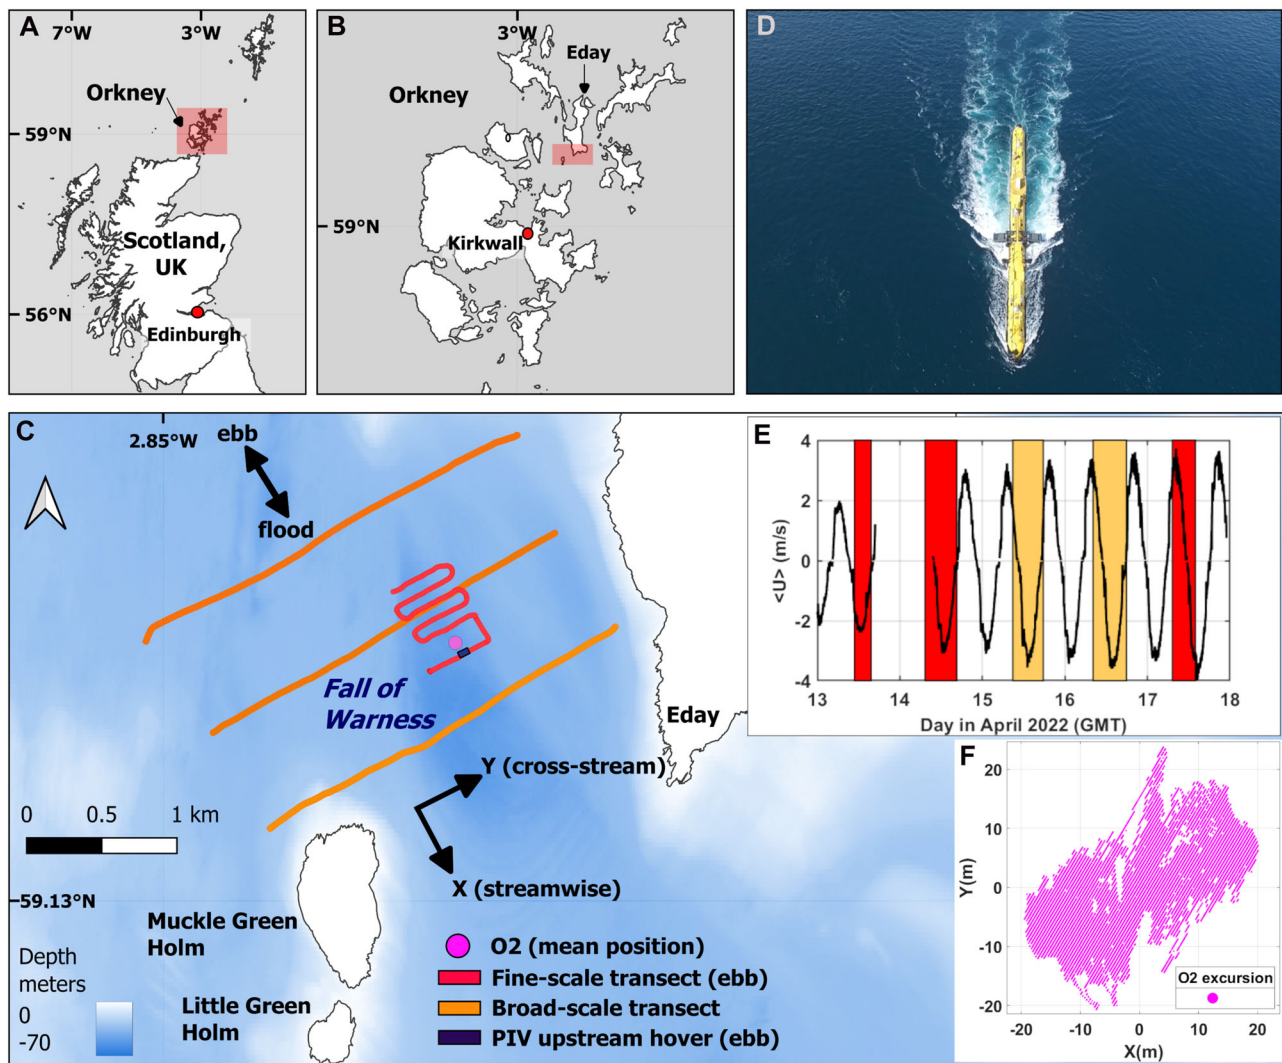 A
7°W
3°W
Orkney
59°N
Scotland,
UK
56°N
Edinburgh
B
3°W
Eday
Orkney
59°N
Kirkwall
D
C
2.85°W
ebb
flood
Fall of
Warness
Eday
Y (cross-stream)
X (streamwise)
0 0.5 1 km
59.13°N
Muckle Green
Holm
Little Green
Holm
Depth
meters
0
-70
O2 (mean position)
Fine-scale transect (ebb)
Broad-scale transect
PIV upstream hover (ebb)
E
4
2
0
-2
-4
<U> (m/s)
13 14 15 16 17 18
Day in April 2022 (GMT)
F
20
10
0
-10
-20
Y(m)
O2 excursion
-20 -10 0 10 20
X(m)